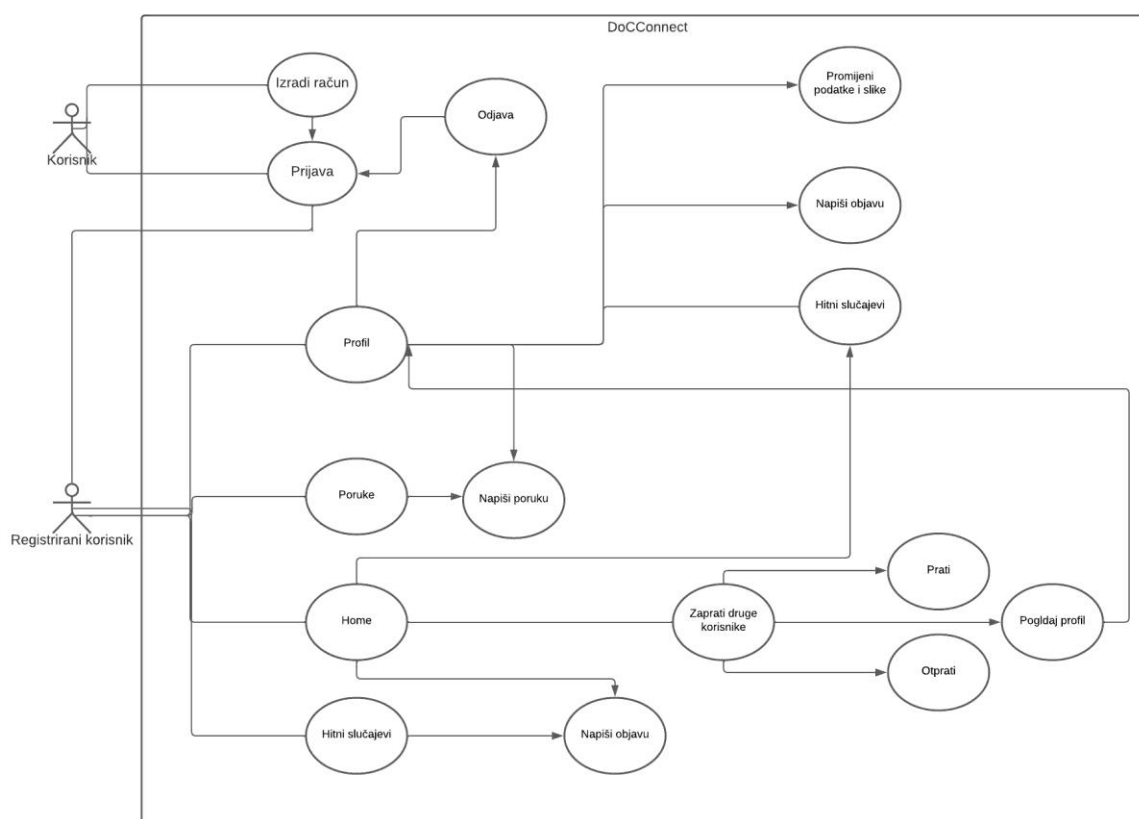 DoCConnect
Izradi račun
Promijeni
podatke i slike
Odjava
Korisnik
Prijava
Napiši objavu
Hitni slučajevi
Profil
Poruke
Napiši poruku
Registrirani korisnik
Prati
Home
Zaprati druge
korisnike
Pogldaj profil
Otprati
Hitni slučajevi
Napiši objavu